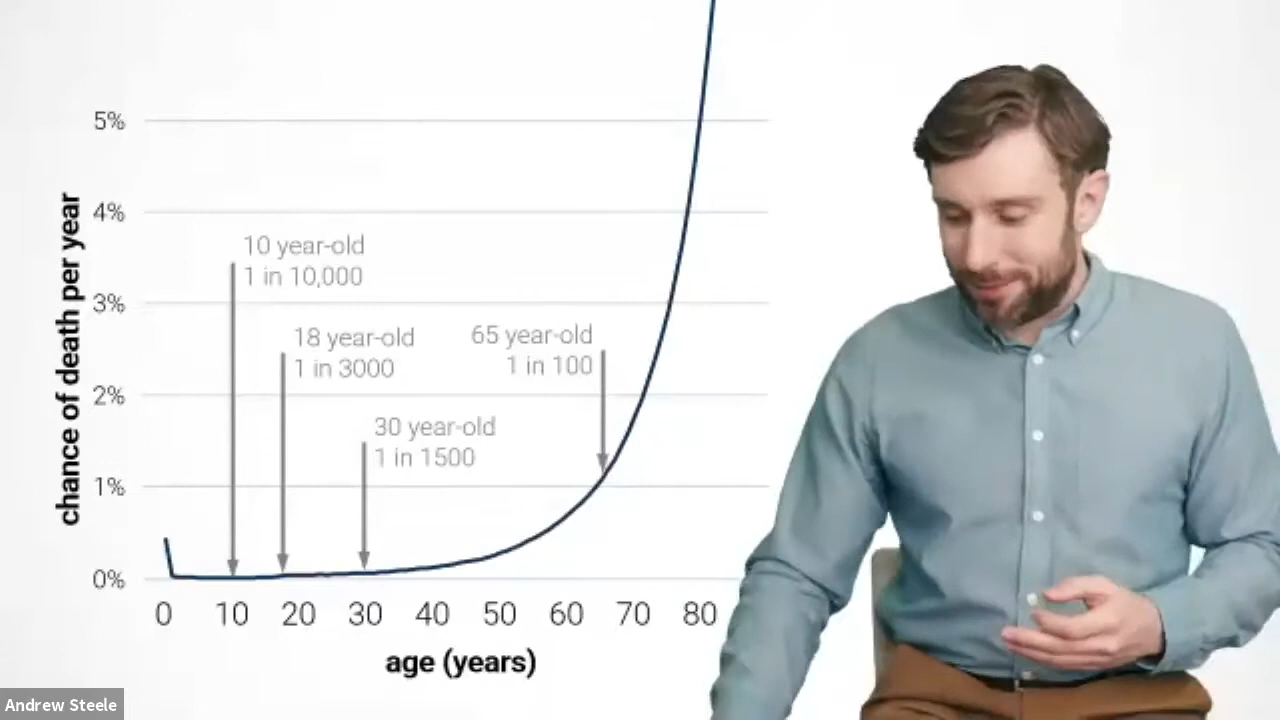 5%
4%
3%
2%
1%
0%
chance of death per year
10 year-old
1 in 10,000
18 year-old
1 in 3000
65 year-old
1 in 100
30 year-old
1 in 1500
0 10 20 30 40 50 60 70 80
age (years)
Andrew Steele